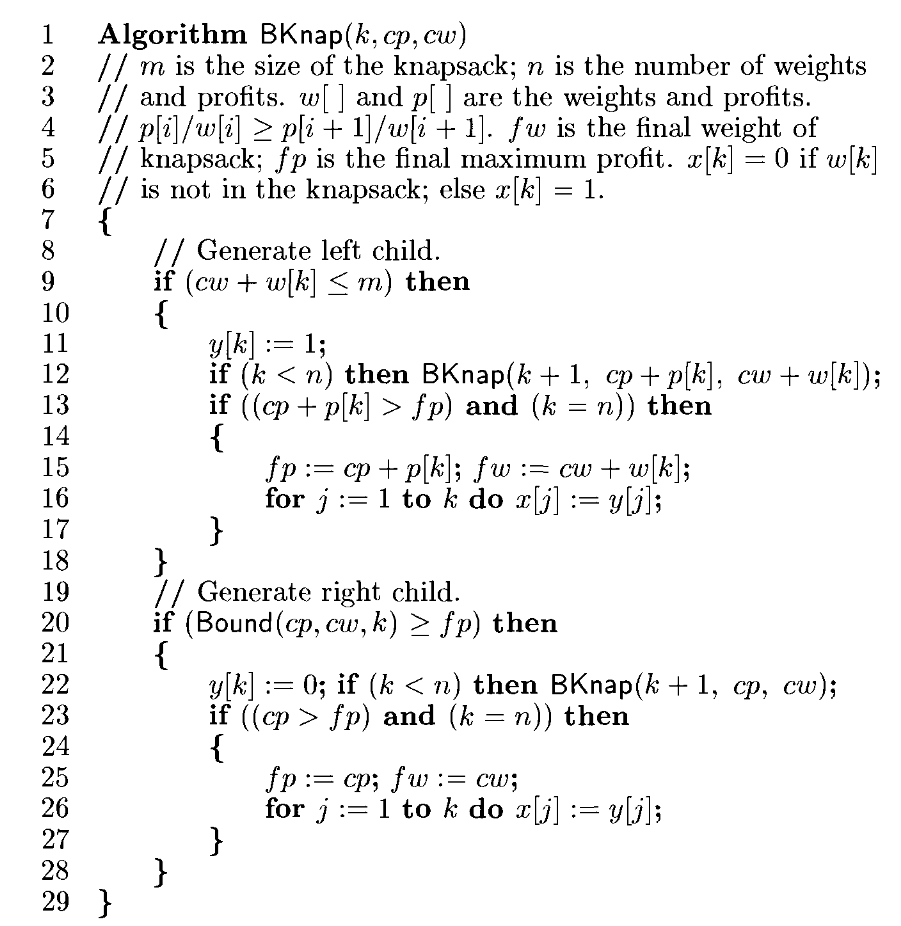 1 Algorithm BKnap(k, cp, cw)
2 // m is the size of the knapsack; n is the number of weights
3 // and profits. w[ ] and p[ ] are the weights and profits.
4 // p[i]/w[i] ≥ p[i + 1]/w[i + 1]. fw is the final weight of
5 // knapsack; fp is the final maximum profit. x[k] = 0 if w[k]
6 // is not in the knapsack; else x[k] = 1.
7 {
8 // Generate left child.
9 if (cw + w[k] ≤ m) then
10 {
11 y[k] := 1;
12 if (k < n) then BKnap(k + 1, cp + p[k], cw + w[k]);
13 if ((cp + p[k] > fp) and (k = n)) then
14 {
15 fp := cp + p[k]; fw := cw + w[k];
16 for j := 1 to k do x[j] := y[j];
17 }
18 }
19 // Generate right child.
20 if (Bound(cp, cw, k) ≥ fp) then
21 {
22 y[k] := 0; if (k < n) then BKnap(k + 1, cp, cw);
23 if ((cp > fp) and (k = n)) then
24 {
25 fp := cp; fw := cw;
26 for j := 1 to k do x[j] := y[j];
27 }
28 }
29 }